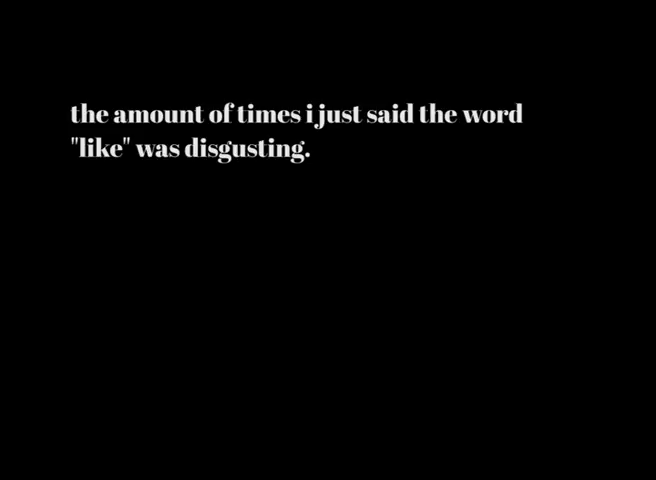 the amount of times i just said the word
"like" was disgusting.